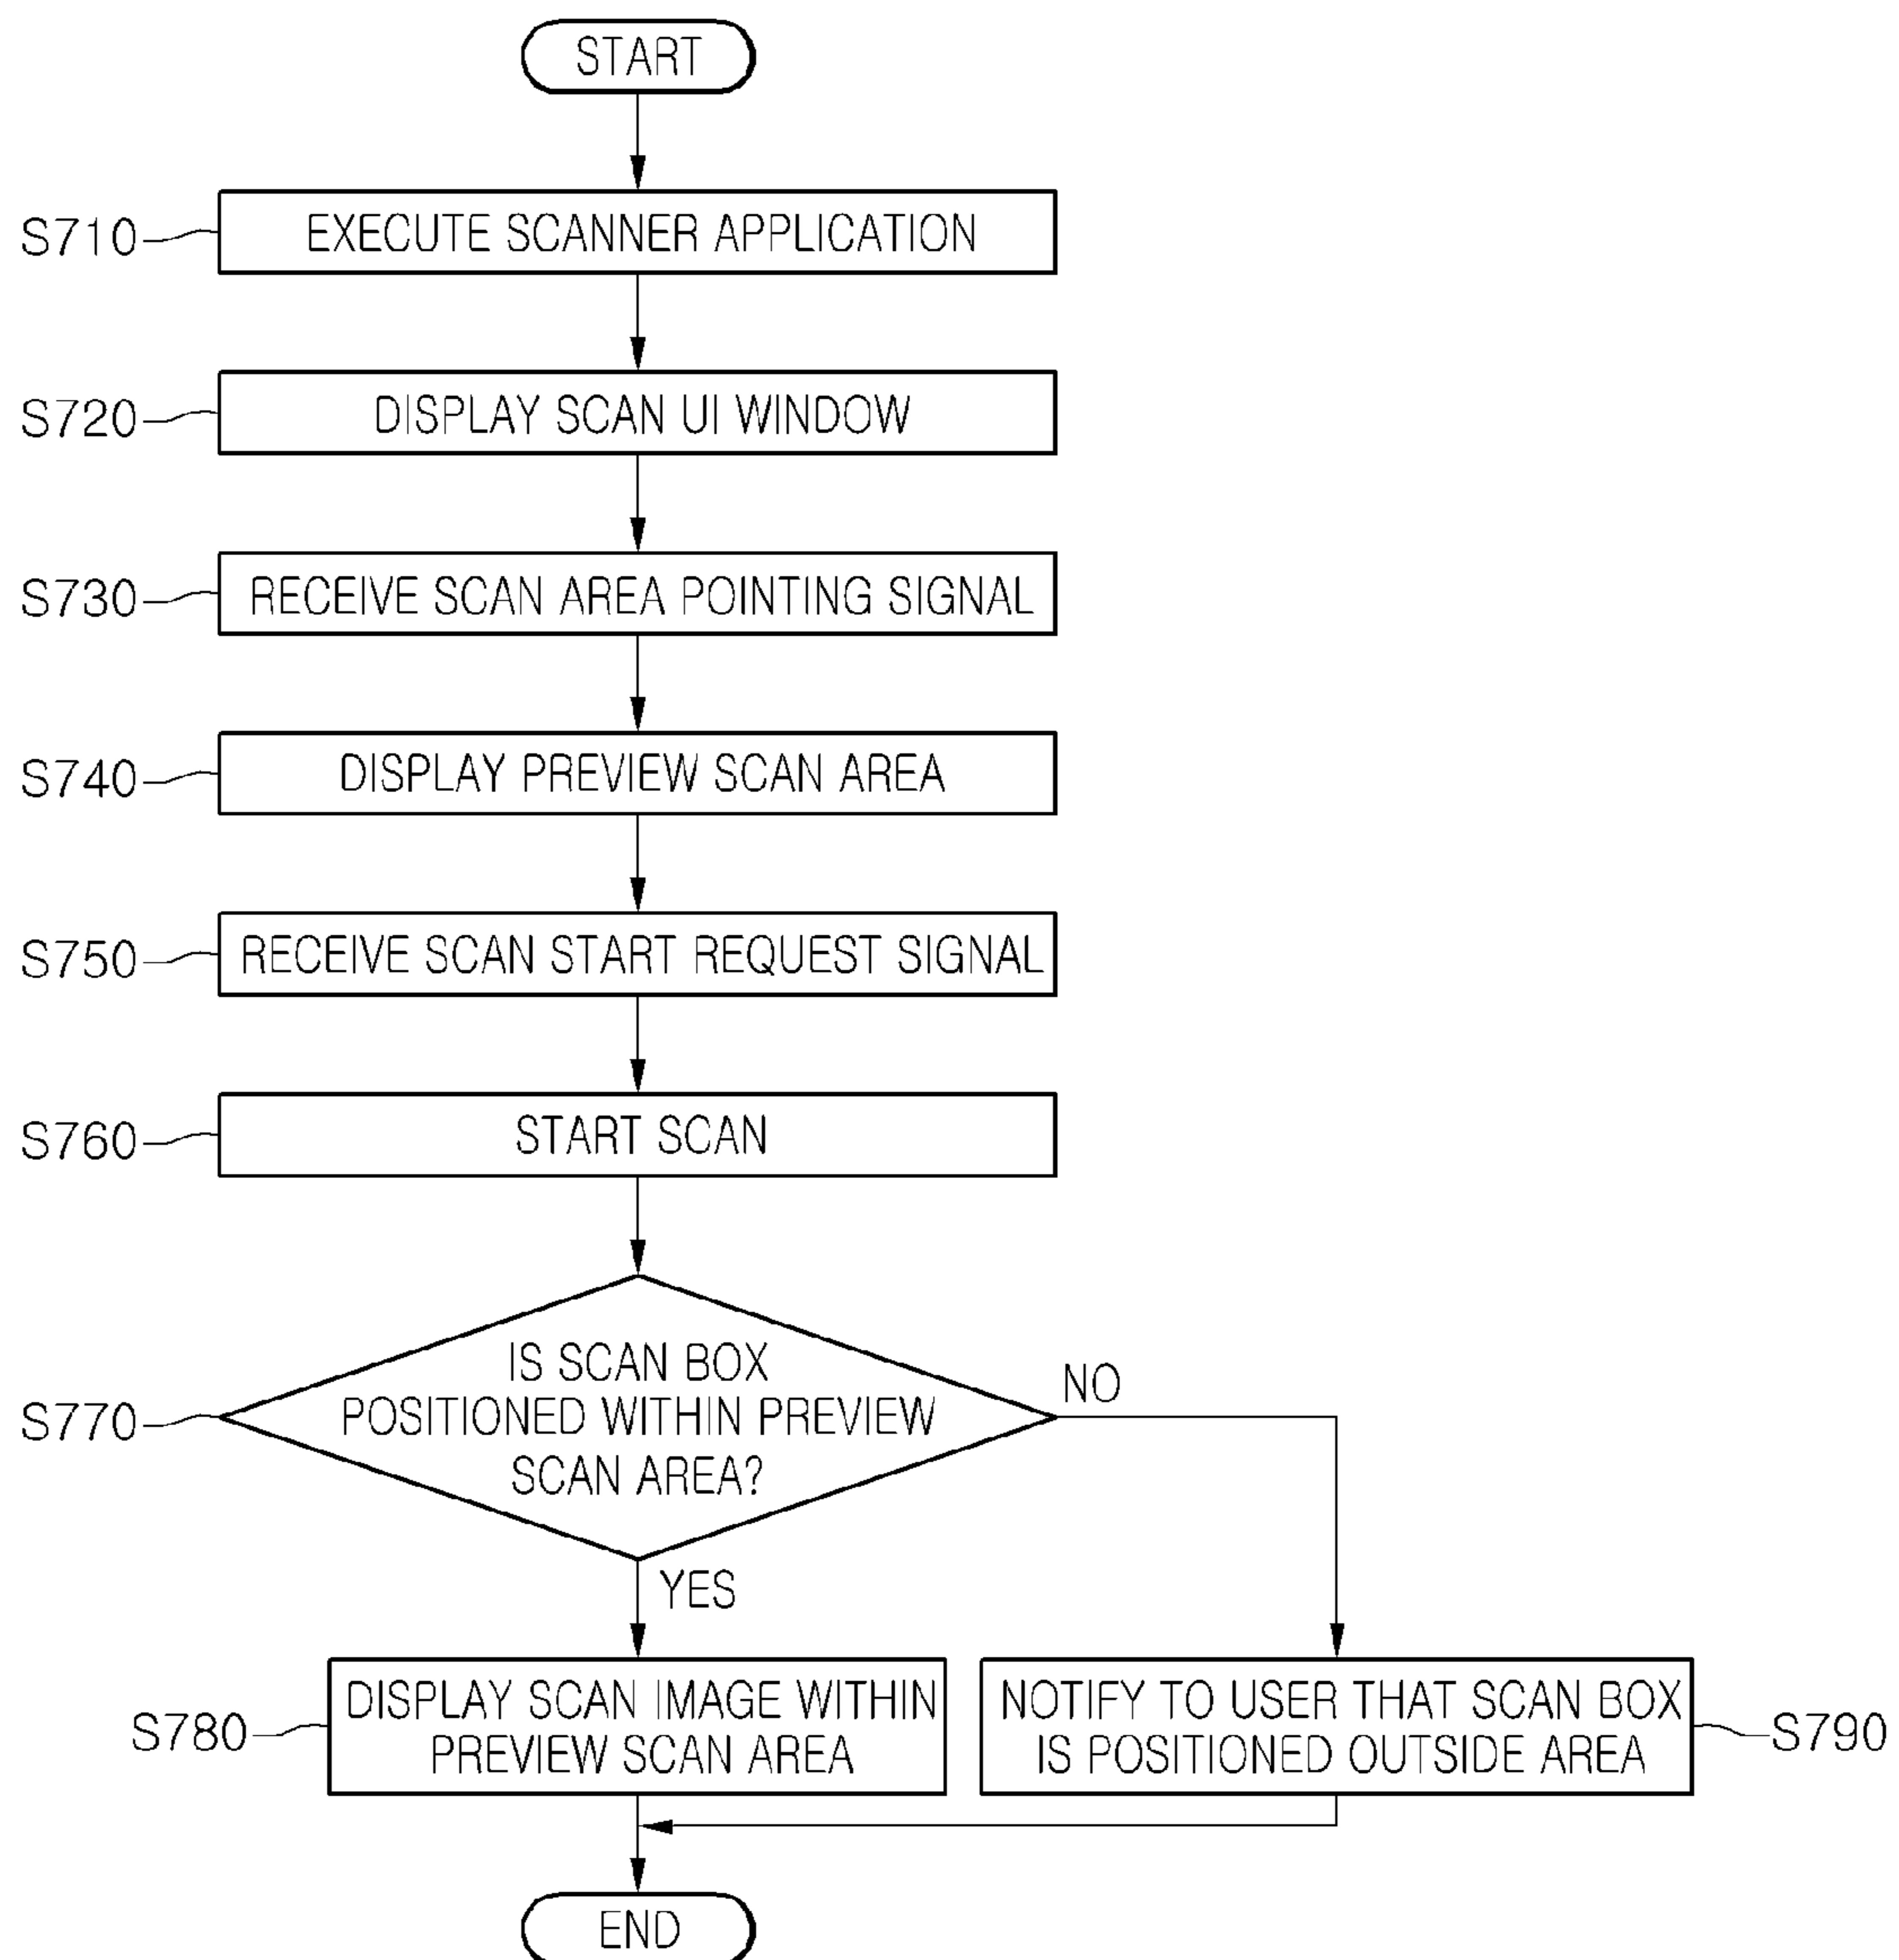 START
S710
EXECUTE SCANNER APPLICATION
S720
DISPLAY SCAN UI WINDOW
S730
RECEIVE SCAN AREA POINTING SIGNAL
S740
DISPLAY PREVIEW SCAN AREA
S750
RECEIVE SCAN START REQUEST SIGNAL
S760
START SCAN
S770
IS SCAN BOX
POSITIONED WITHIN PREVIEW
SCAN AREA?
NO
YES
S780
DISPLAY SCAN IMAGE WITHIN
PREVIEW SCAN AREA
NOTIFY TO USER THAT SCAN BOX
IS POSITIONED OUTSIDE AREA
S790
END